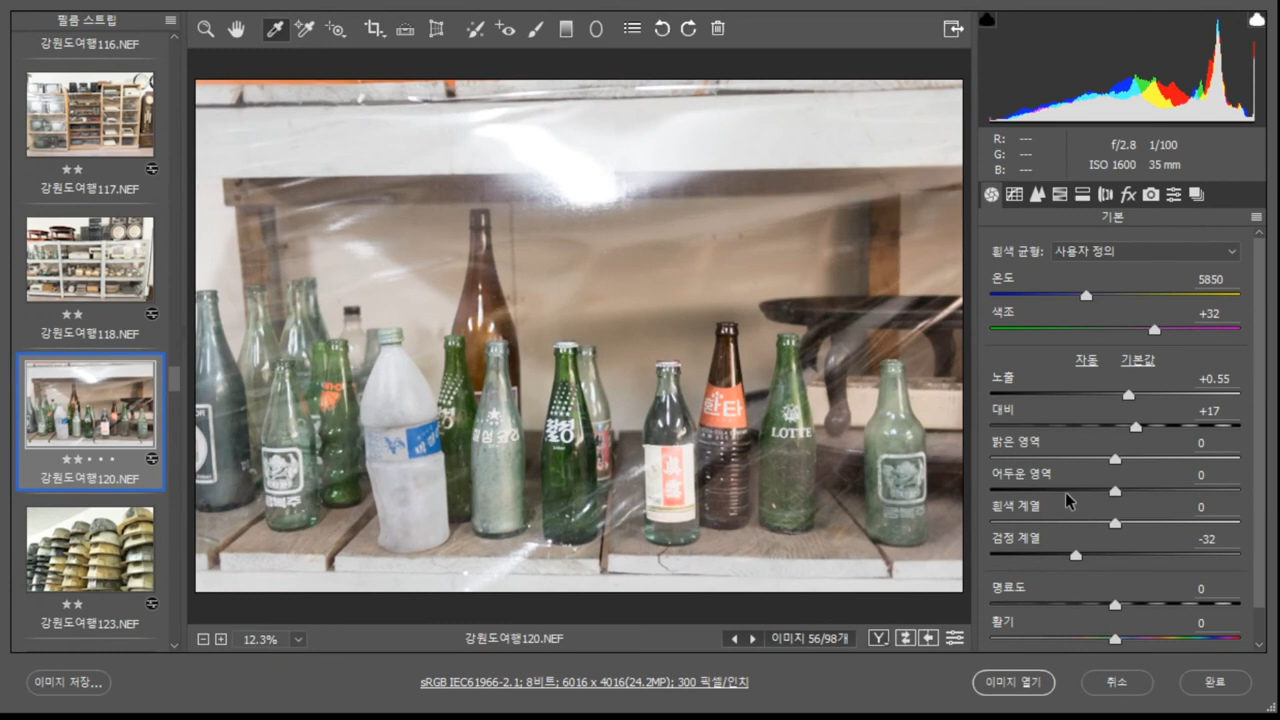 필름 스트립
강원도여행116.NEF
★★
강원도여행117.NEF
★★
강원도여행118.NEF
★★• • •
강원도여행120.NEF
★★
강원도여행123.NEF
칠성
칠성
眞
露
환타
LOTTE
12.3%
강원도여행120.NEF
이미지 56/98개
Y
R: ---
G: ---
B: ---
f/2.8 1/100
ISO 1600 35 mm
fx
기본
흰색 균형: 사용자 정의
온도 5850
색조 +32
자동 기본값
노출 +0.55
대비 +17
밝은 영역 0
어두운 영역 0
흰색 계열 0
검정 계열 -32
명료도 0
활기 0
이미지 저장...
sRGB IEC61966-2.1; 8비트; 6016 x 4016(24.2MP); 300 픽셀/인치
이미지 열기
취소
완료